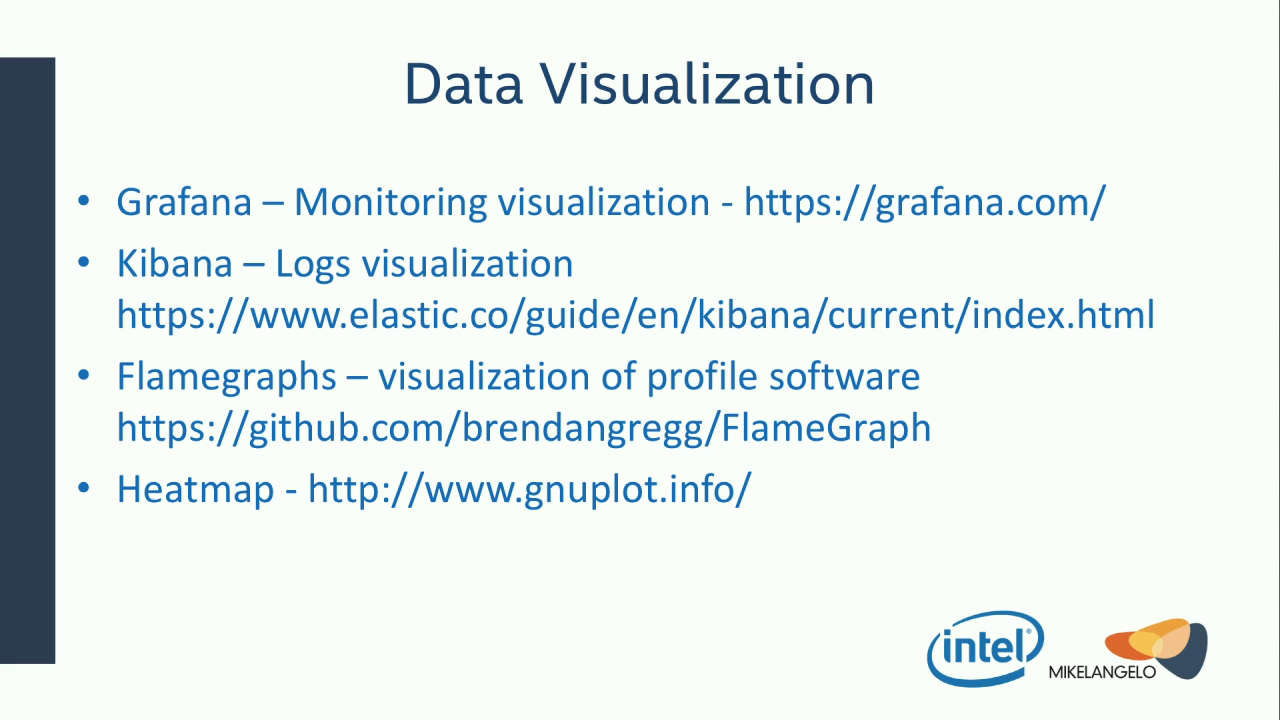 Data Visualization
• Grafana – Monitoring visualization - https://grafana.com/
• Kibana – Logs visualization
https://www.elastic.co/guide/en/kibana/current/index.html
• Flamegraphs – visualization of profile software
https://github.com/brendangregg/FlameGraph
• Heatmap - http://www.gnuplot.info/
intel®
MIKELANGELO